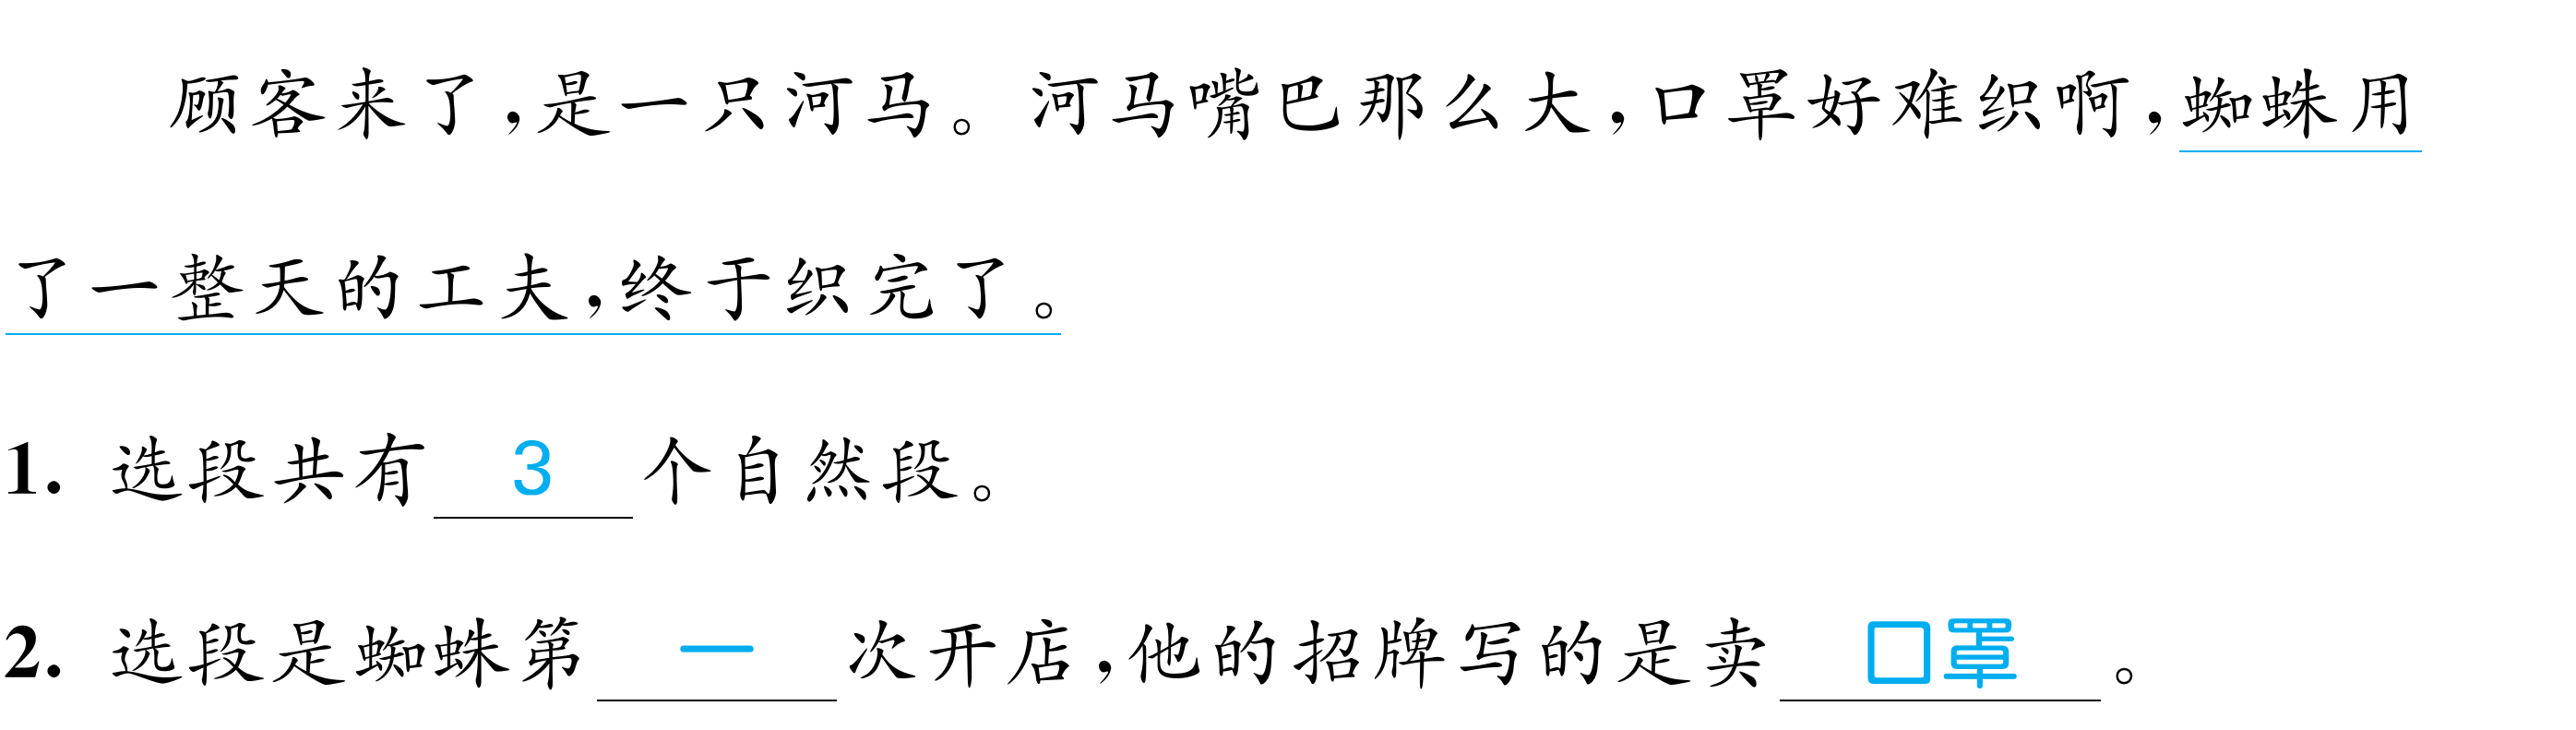 顾客来了,是一只河马。河马嘴巴那么大,口罩好难织啊,蜘蛛用
了一整天的工夫,终于织完了。
1. 选段共有 3 个自然段。
2. 选段是蜘蛛第 一 次开店,他的招牌写的是卖 口罩 。